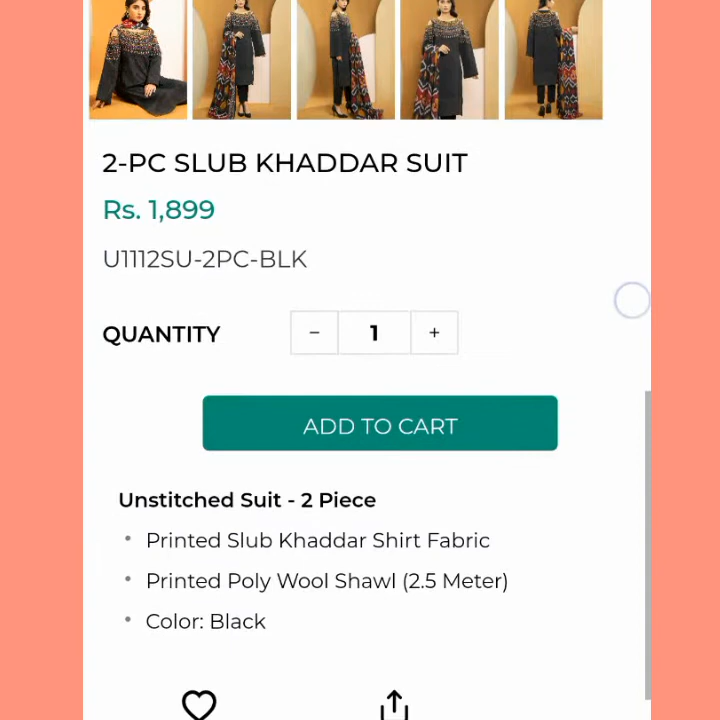 2-PC SLUB KHADDAR SUIT
Rs. 1,899
U1112SU-2PC-BLK
QUANTITY − 1 +
ADD TO CART
Unstitched Suit - 2 Piece
• Printed Slub Khaddar Shirt Fabric
• Printed Poly Wool Shawl (2.5 Meter)
• Color: Black